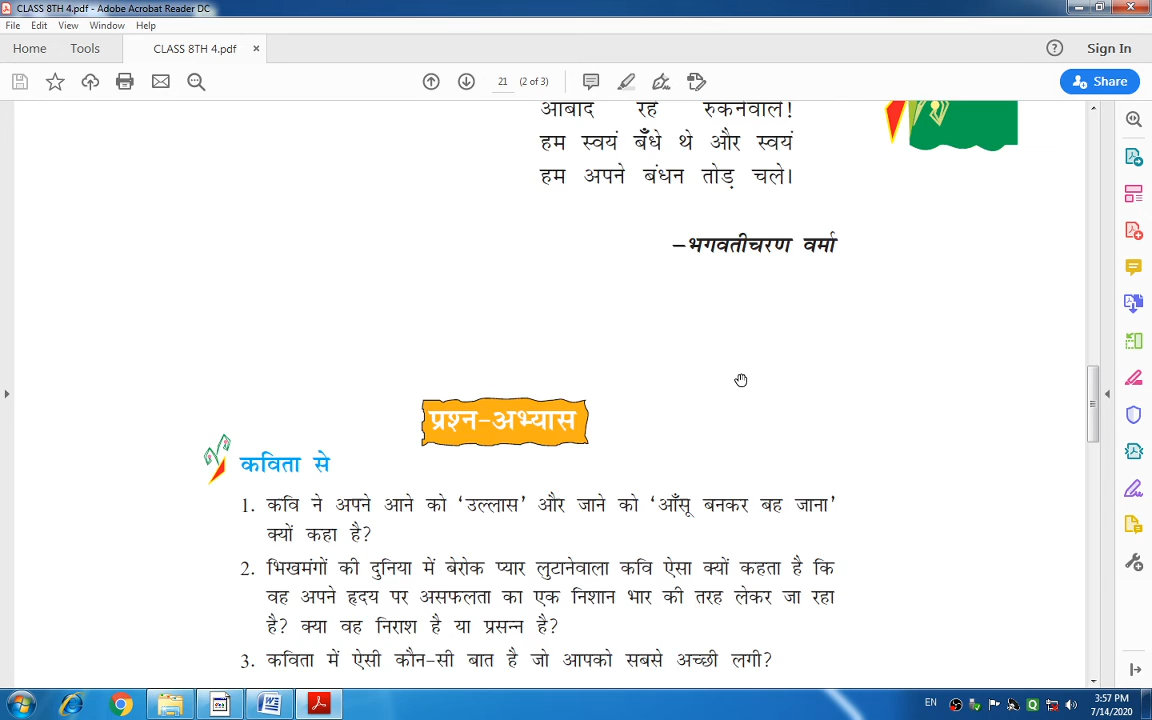 CLASS 8TH 4.pdf - Adobe Acrobat Reader DC
File Edit View Window Help
Home Tools CLASS 8TH 4.pdf × Sign In
21 (2 of 3) Share
आबाद रहें रुकनेवाले!
हम स्वयं बँधे थे और स्वयं
हम अपने बंधन तोड़ चले।
–भगवतीचरण वर्मा
प्रश्न-अभ्यास
कविता से
1. कवि ने अपने आने को ‘उल्लास’ और जाने को ‘आँसू बनकर बह जाना’
क्यों कहा है?
2. भिखमंगों की दुनिया में बेरोक प्यार लुटानेवाला कवि ऐसा क्यों कहता है कि
वह अपने हृदय पर असफलता का एक निशान भार की तरह लेकर जा रहा
है? क्या वह निराश है या प्रसन्न है?
3. कविता में ऐसी कौन-सी बात है जो आपको सबसे अच्छी लगी?
EN 3:57 PM
7/14/2020